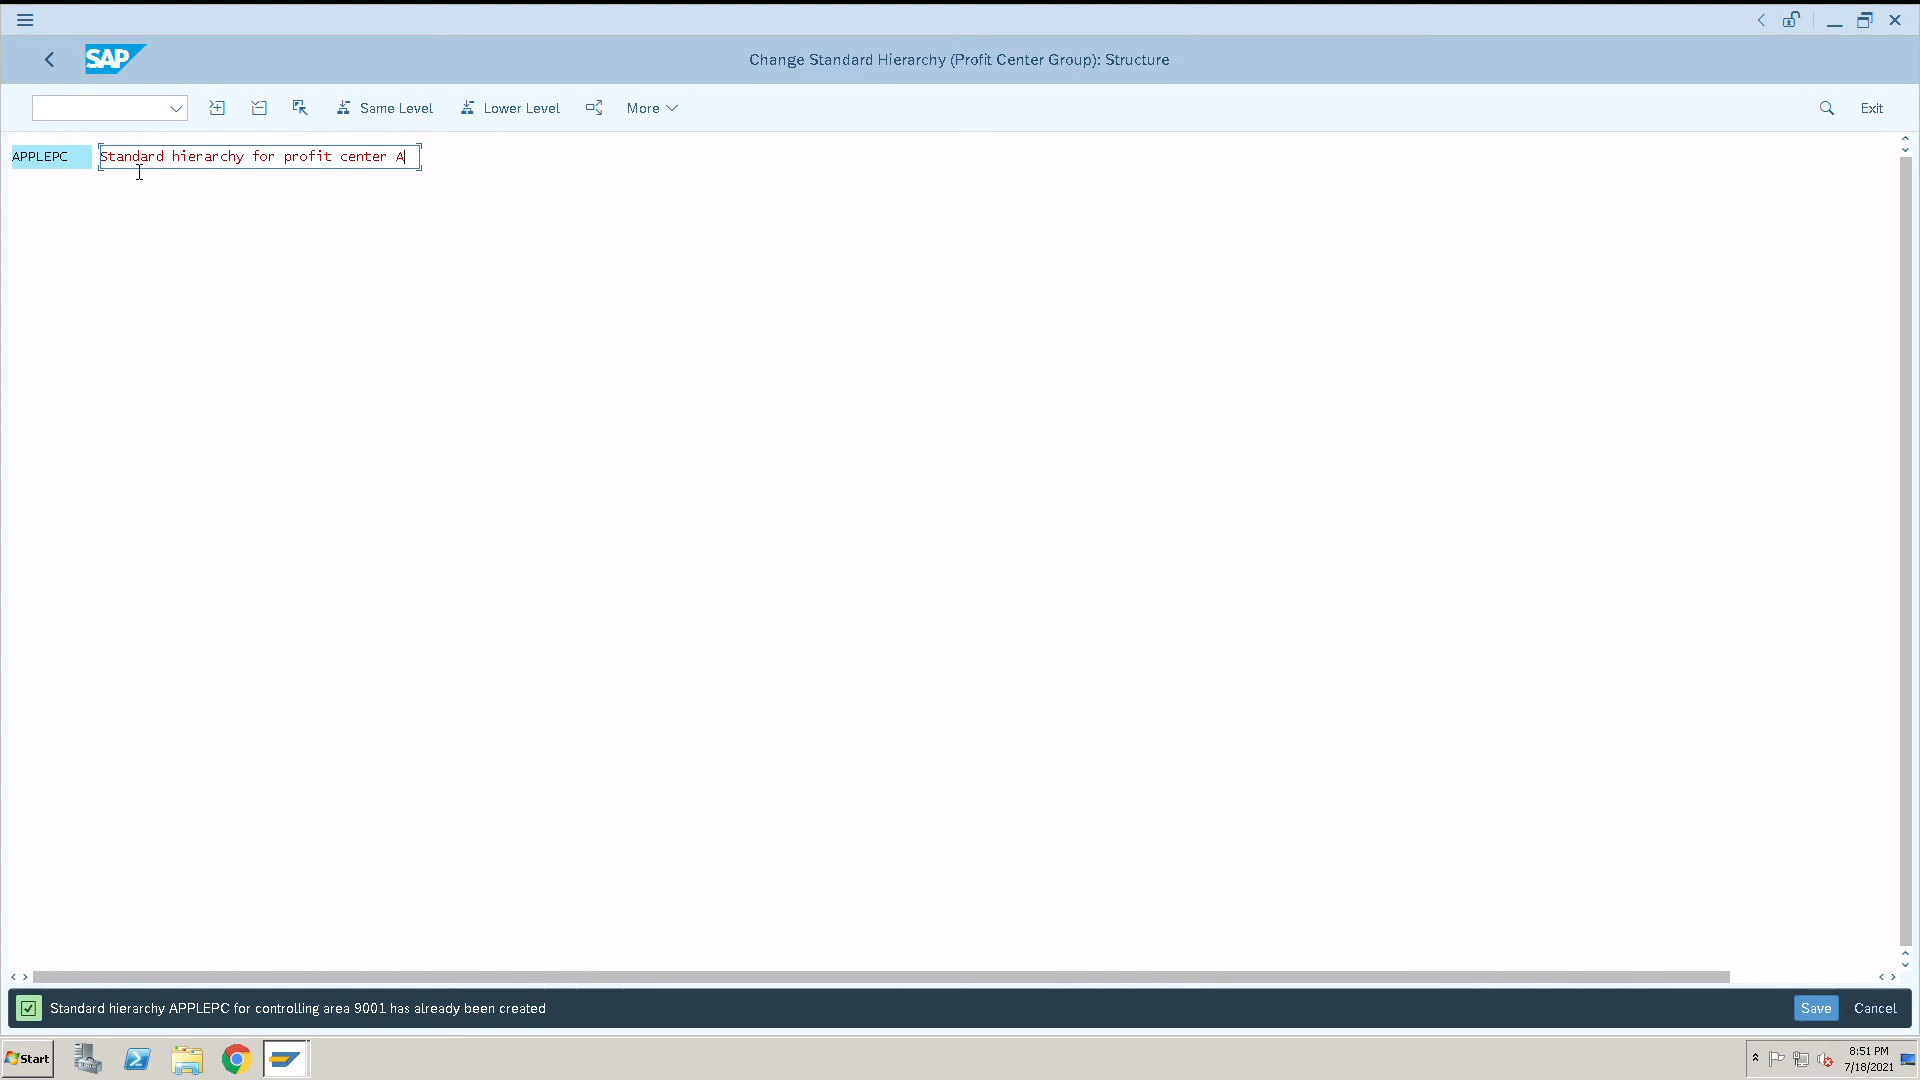 SAP
Change Standard Hierarchy (Profit Center Group): Structure
Same Level Lower Level More Exit
APPLEPC Standard hierarchy for profit center A
Standard hierarchy APPLEPC for controlling area 9001 has already been created Save Cancel
Start 8:51 PM
7/18/2021